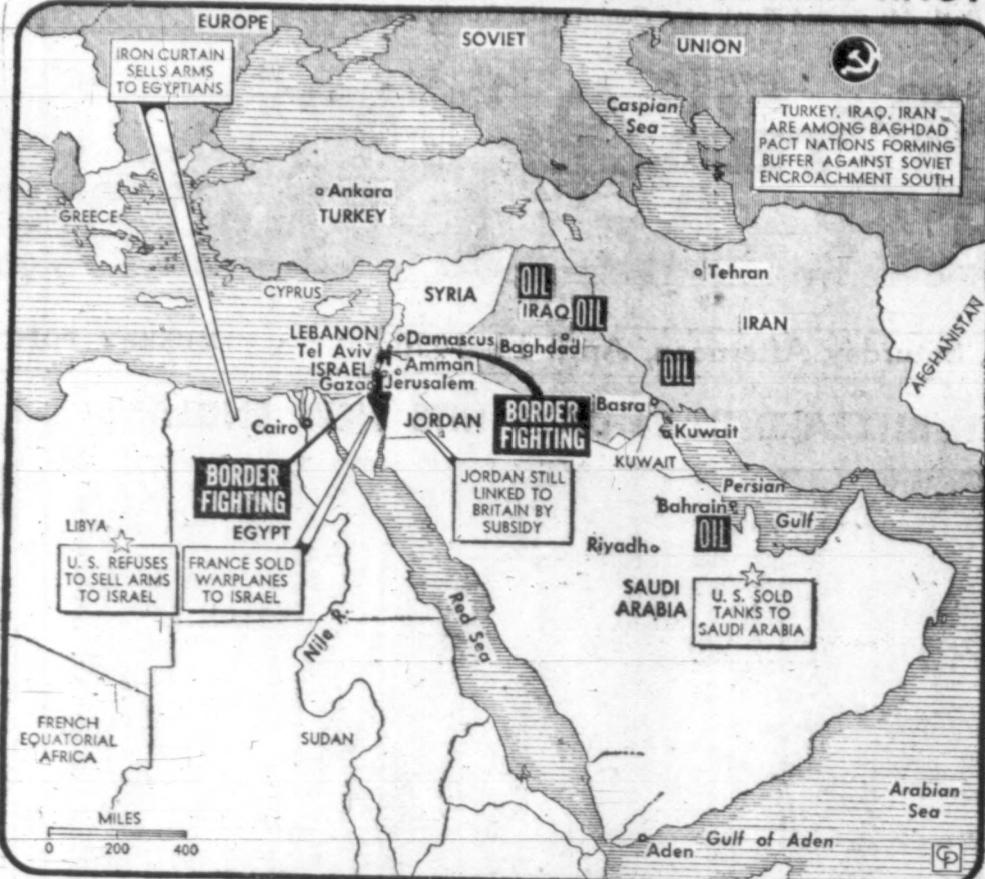 EUROPE
SOVIET
UNION
IRON CURTAIN
SELLS ARMS
TO EGYPTIANS
Caspian
Sea
TURKEY, IRAQ, IRAN
ARE AMONG BAGHDAD
PACT NATIONS FORMING
BUFFER AGAINST SOVIET
ENCROACHMENT SOUTH
Ankara
TURKEY
GREECE
CYPRUS
SYRIA
OIL
IRAQ
OIL
Tehran
IRAN
AFGHANISTAN
LEBANON
Tel Aviv
ISRAEL
Gaza
Damascus
Amman
Jerusalem
Baghdad
OIL
Cairo
JORDAN
BORDER
FIGHTING
Basra
Kuwait
KUWAIT
BORDER
FIGHTING
EGYPT
JORDAN STILL
LINKED TO
BRITAIN BY
SUBSIDY
Persian
Gulf
Bahrain
OIL
LIBYA
U. S. REFUSES
TO SELL ARMS
TO ISRAEL
FRANCE SOLD
WARPLANES
TO ISRAEL
Riyadh
SAUDI
ARABIA
U. S. SOLD
TANKS TO
SAUDI ARABIA
Nile R.
Red Sea
FRENCH
EQUATORIAL
AFRICA
SUDAN
MILES
0 200 400
Arabian
Sea
Aden
Gulf of Aden
CP